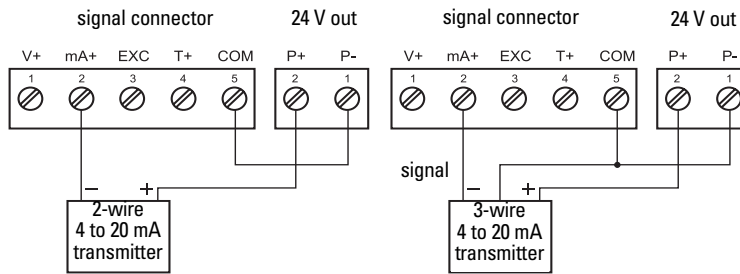 signal connector 24 V out signal connector 24 V out
V+ mA+ EXC T+ COM P+ P- V+ mA+ EXC T+ COM P+ P-
1 2 3 4 5 2 1 1 2 3 4 5 2 1
signal
− + − +
2-wire
4 to 20 mA
transmitter
3-wire
4 to 20 mA
transmitter